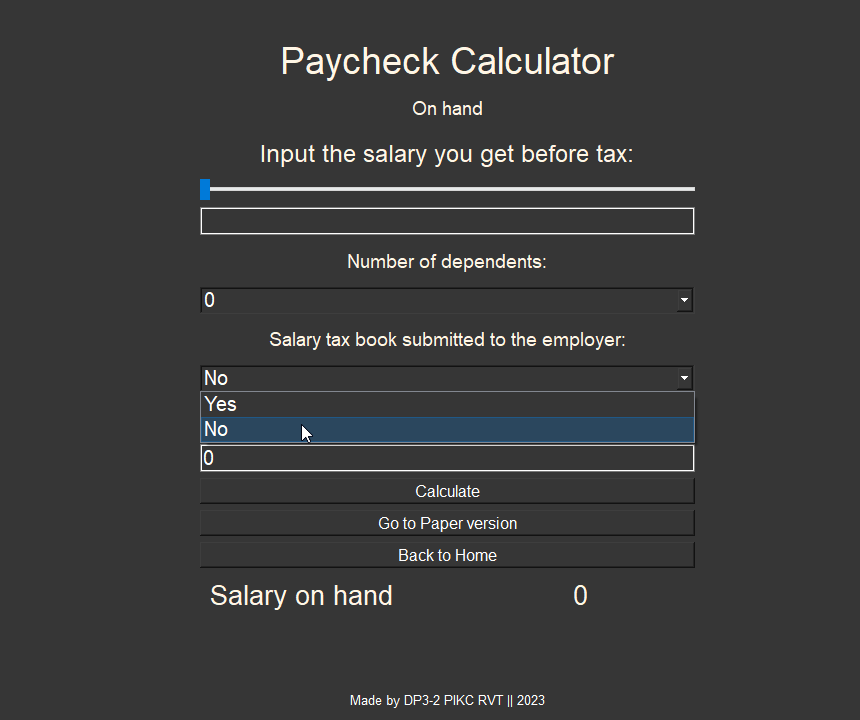 Paycheck Calculator
On hand
Input the salary you get before tax:
Number of dependents:
0
Salary tax book submitted to the employer:
No
Yes
No
0
Calculate
Go to Paper version
Back to Home
Salary on hand 0
Made by DP3-2 PIKC RVT || 2023